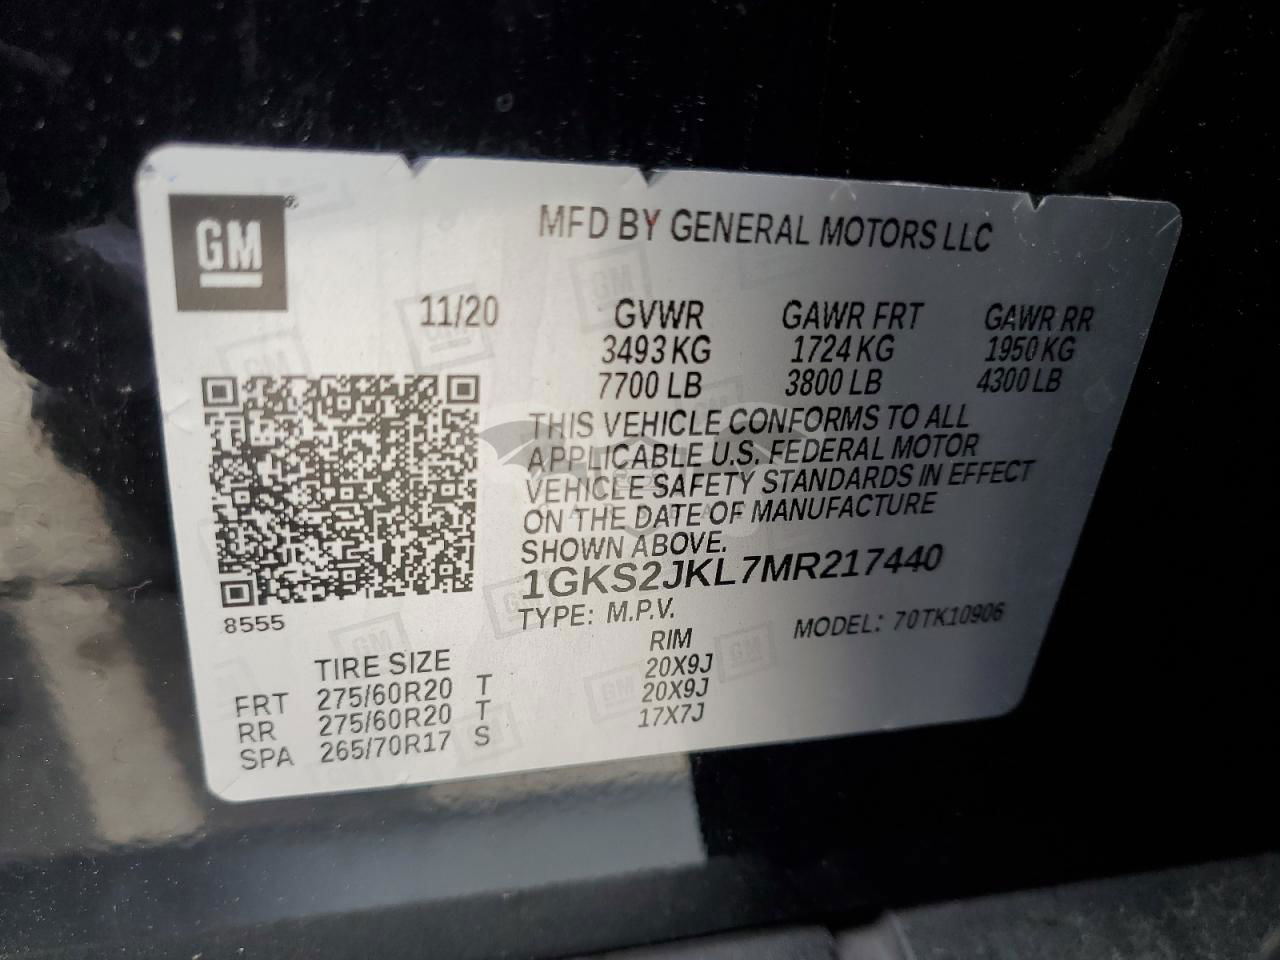 GM
MFD BY GENERAL MOTORS LLC
11/20 GVWR GAWR FRT GAWR RR
3493 KG 1724 KG 1950 KG
7700 LB 3800 LB 4300 LB
THIS VEHICLE CONFORMS TO ALL
APPLICABLE U.S. FEDERAL MOTOR
VEHICLE SAFETY STANDARDS IN EFFECT
ON THE DATE OF MANUFACTURE
SHOWN ABOVE.
1GKS2JKL7MR217440
TYPE: M.P.V. MODEL: 70TK10906
8555
TIRE SIZE RIM
FRT 275/60R20 T 20X9J
RR 275/60R20 T 20X9J
SPA 265/70R17 S 17X7J